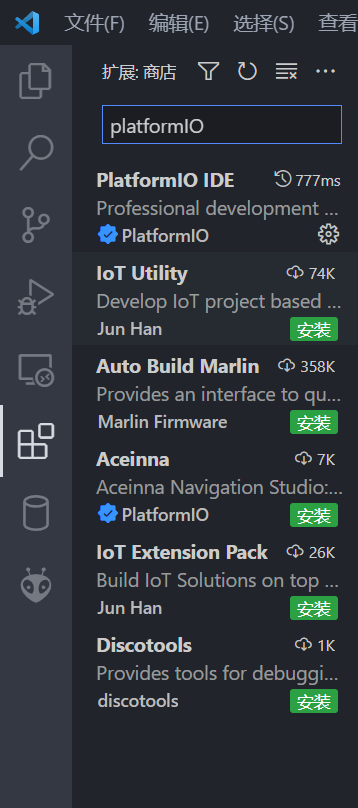 文件(F) 编辑(E) 选择(S) 查看
扩展: 商店
platformIO
PlatformIO IDE 777ms
Professional development ...
PlatformIO
IoT Utility 74K
Develop IoT project based ...
Jun Han 安装
Auto Build Marlin 358K
Provides an interface to qu...
Marlin Firmware 安装
Aceinna 7K
Aceinna Navigation Studio:...
PlatformIO 安装
IoT Extension Pack 26K
Build IoT Solutions on top ...
Jun Han 安装
Discotools 1K
Provides tools for debuggi...
discotools 安装